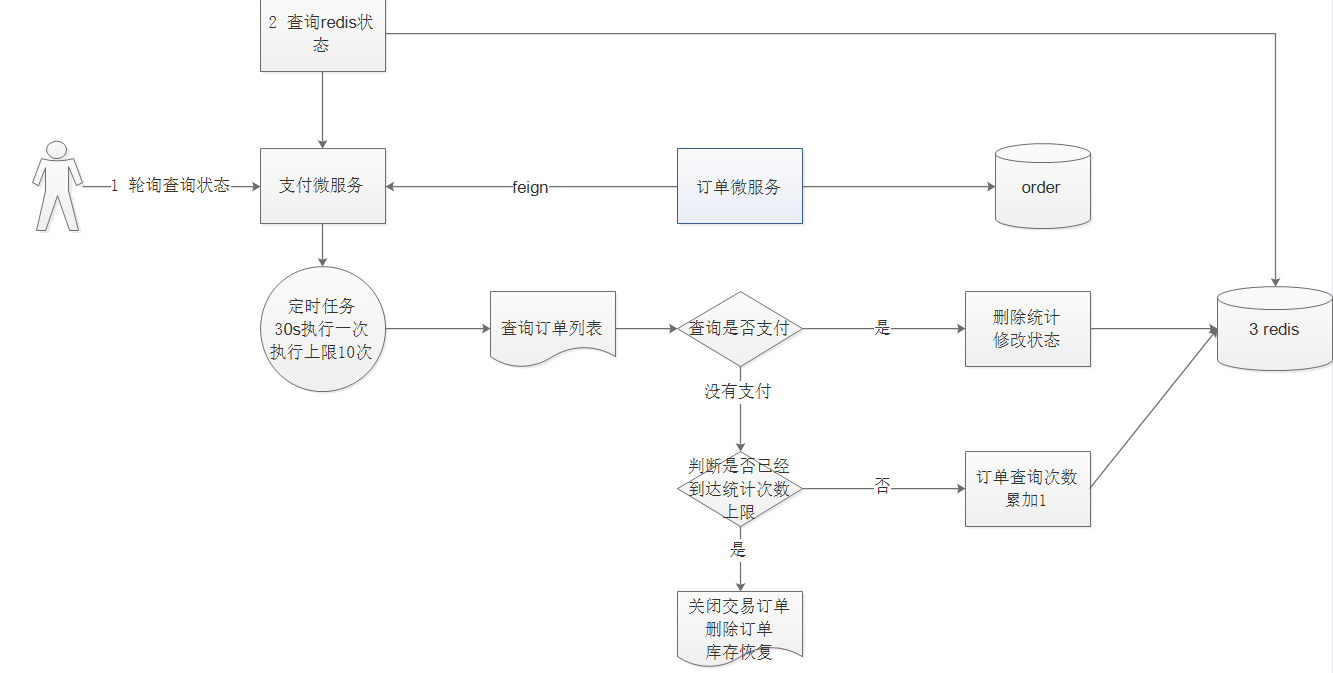 2 查询redis状
态
1 轮询查询状态
支付微服务
feign
订单微服务
order
定时任务
30s执行一次
执行上限10次
查询订单列表
查询是否支付
是
删除统计
修改状态
3 redis
没有支付
判断是否已经
到达统计次数
上限
否
订单查询次数
累加1
是
关闭交易订单
删除订单
库存恢复